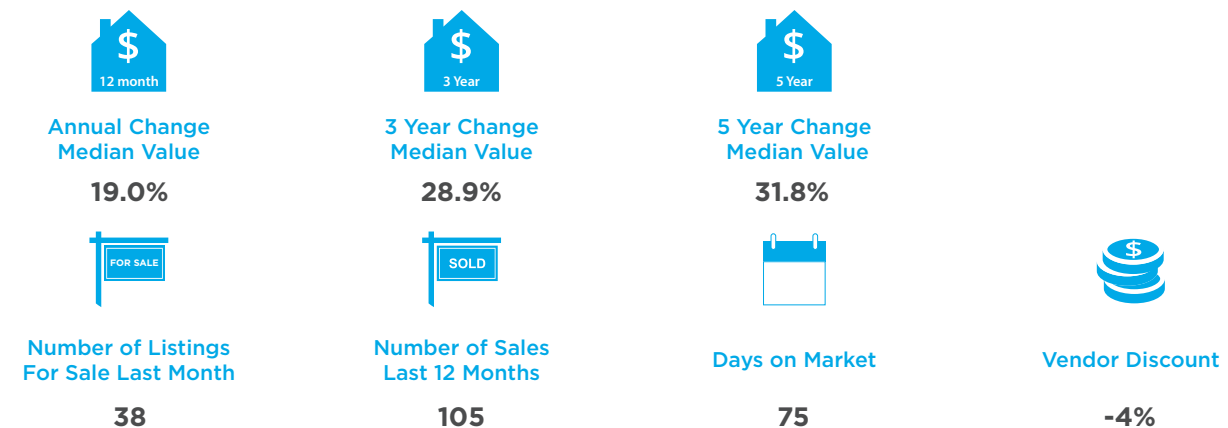 $
12 month
$
3 Year
$
5 Year
Annual Change
Median Value
19.0%
3 Year Change
Median Value
28.9%
5 Year Change
Median Value
31.8%
FOR SALE
SOLD
$
Number of Listings
For Sale Last Month
38
Number of Sales
Last 12 Months
105
Days on Market
75
Vendor Discount
-4%